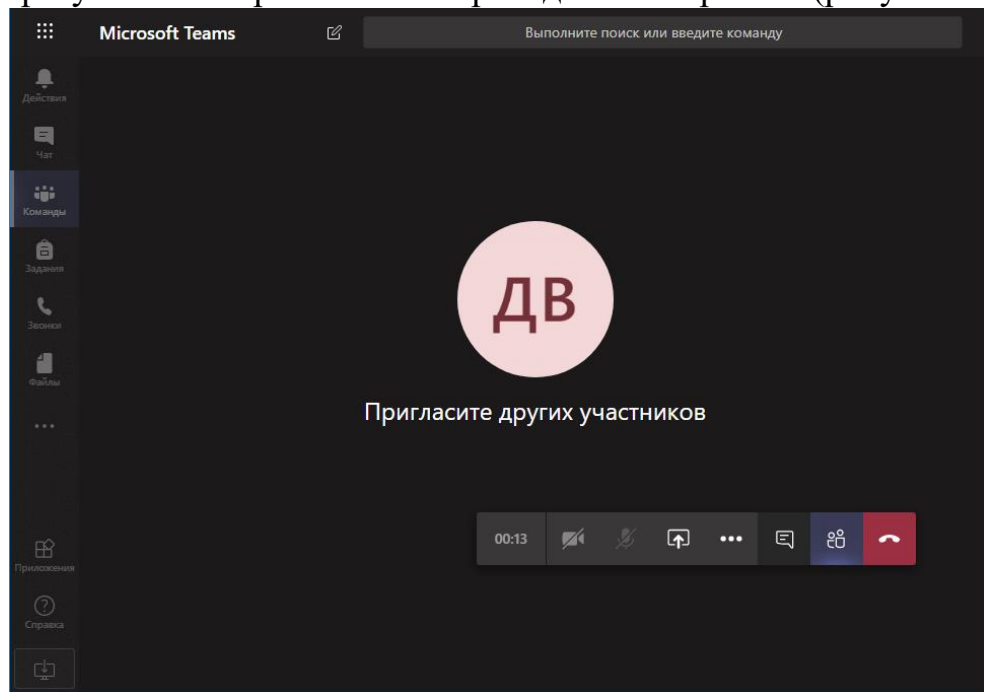 Microsoft Teams
Выполните поиск или введите команду
Действия
Чат
Команды
Задания
Звонки
Файлы
ДВ
Пригласите других участников
00:13
Приложения
Справка